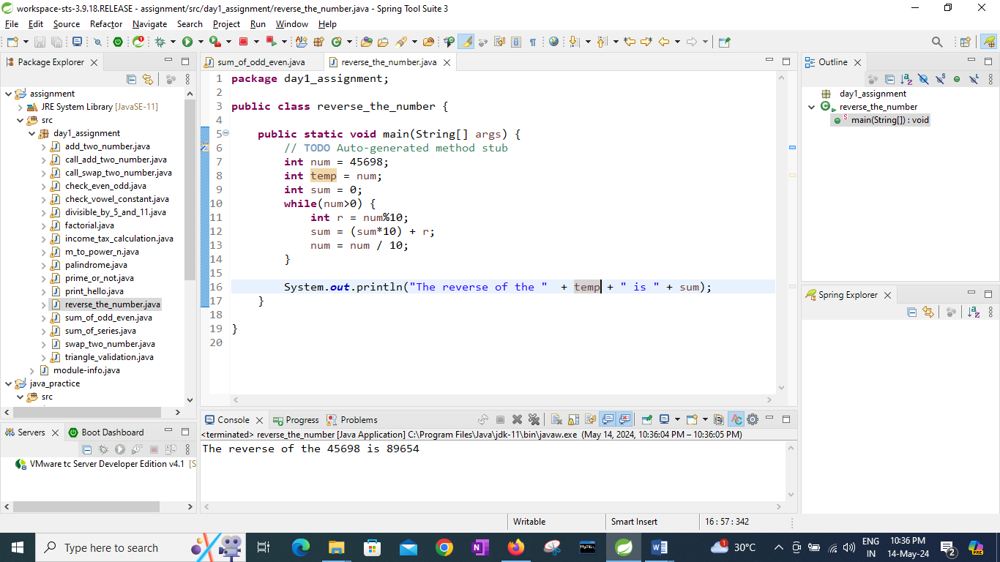 workspace-sts-3.9.18.RELEASE - assignment/src/day1_assignment/reverse_the_number.java - Spring Tool Suite 3
File Edit Source Refactor Navigate Search Project Run Window Help
Package Explorer
assignment
JRE System Library [JavaSE-11]
src
day1_assignment
add_two_number.java
call_add_two_number.java
call_swap_two_number.java
check_even_odd.java
check_vowel_constant.java
divisible_by_5_and_11.java
factorial.java
income_tax_calculation.java
m_to_power_n.java
palindrome.java
prime_or_not.java
print_hello.java
reverse_the_number.java
sum_of_odd_even.java
sum_of_series.java
swap_two_number.java
triangle_validation.java
module-info.java
java_practice
src
Servers Boot Dashboard
VMware tc Server Developer Edition v4.1 [S
sum_of_odd_even.java reverse_the_number.java
1 package day1_assignment;
2
3 public class reverse_the_number {
4
5 public static void main(String[] args) {
6 // TODO Auto-generated method stub
7 int num = 45698;
8 int temp = num;
9 int sum = 0;
10 while(num>0) {
11 int r = num%10;
12 sum = (sum*10) + r;
13 num = num / 10;
14 }
15
16 System.out.println("The reverse of the "  + temp + " is " + sum);
17 }
18
19 }
20
Console Progress Problems
<terminated> reverse_the_number [Java Application] C:\Program Files\Java\jdk-11\bin\javaw.exe (May 14, 2024, 10:36:04 PM – 10:36:05 PM)
The reverse of the 45698 is 89654
Outline
day1_assignment
reverse_the_number
main(String[]) : void
Spring Explorer
Writable Smart Insert 16 : 57 : 342
Type here to search
MySQL
1 30°C
ENG
IN
10:36 PM
14-May-24
2
PRE